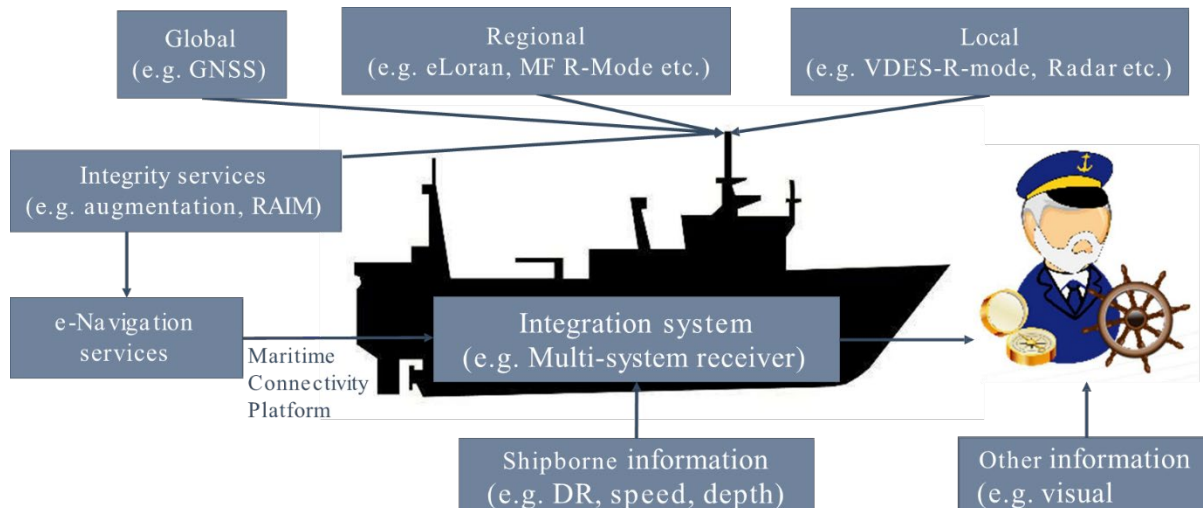 Global
(e.g. GNSS)
Regional
(e.g. eLoran, MF R-Mode etc.)
Local
(e.g. VDES-R-mode, Radar etc.)
Integrity services
(e.g. augmentation, RAIM)
e-Navigation
services
Maritime
Connectivity
Platform
Integration system
(e.g. Multi-system receiver)
Shipborne information
(e.g. DR, speed, depth)
Other information
(e.g. visual